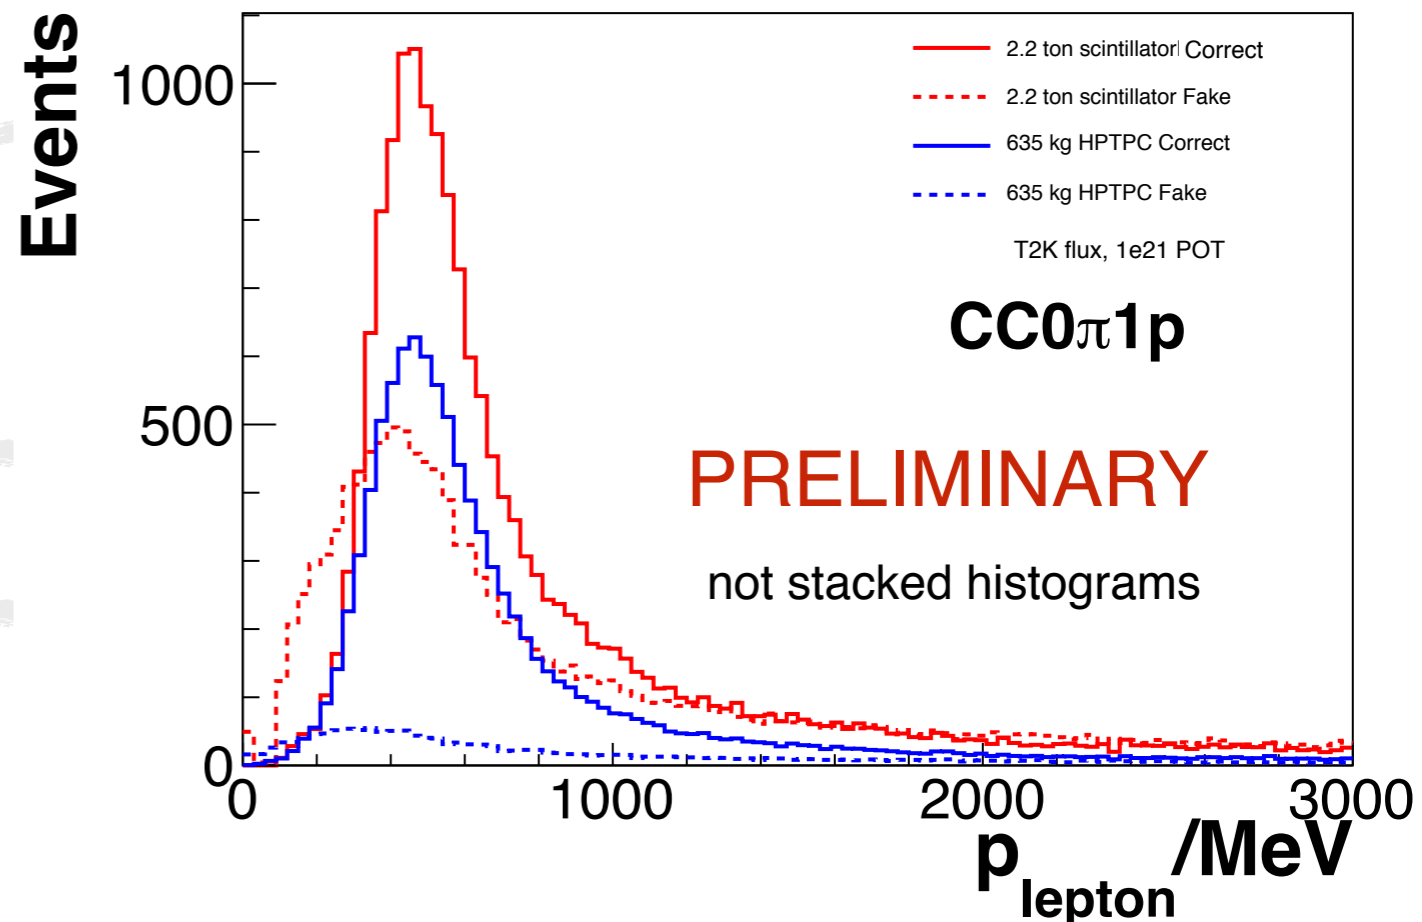 Events
1000
500
0
0
1000
2000
3000
p lepton /MeV
2.2 ton scintillator Correct
2.2 ton scintillator Fake
635 kg HPTPC Correct
635 kg HPTPC Fake
T2K flux, 1e21 POT
CC0π1p
PRELIMINARY
not stacked histograms